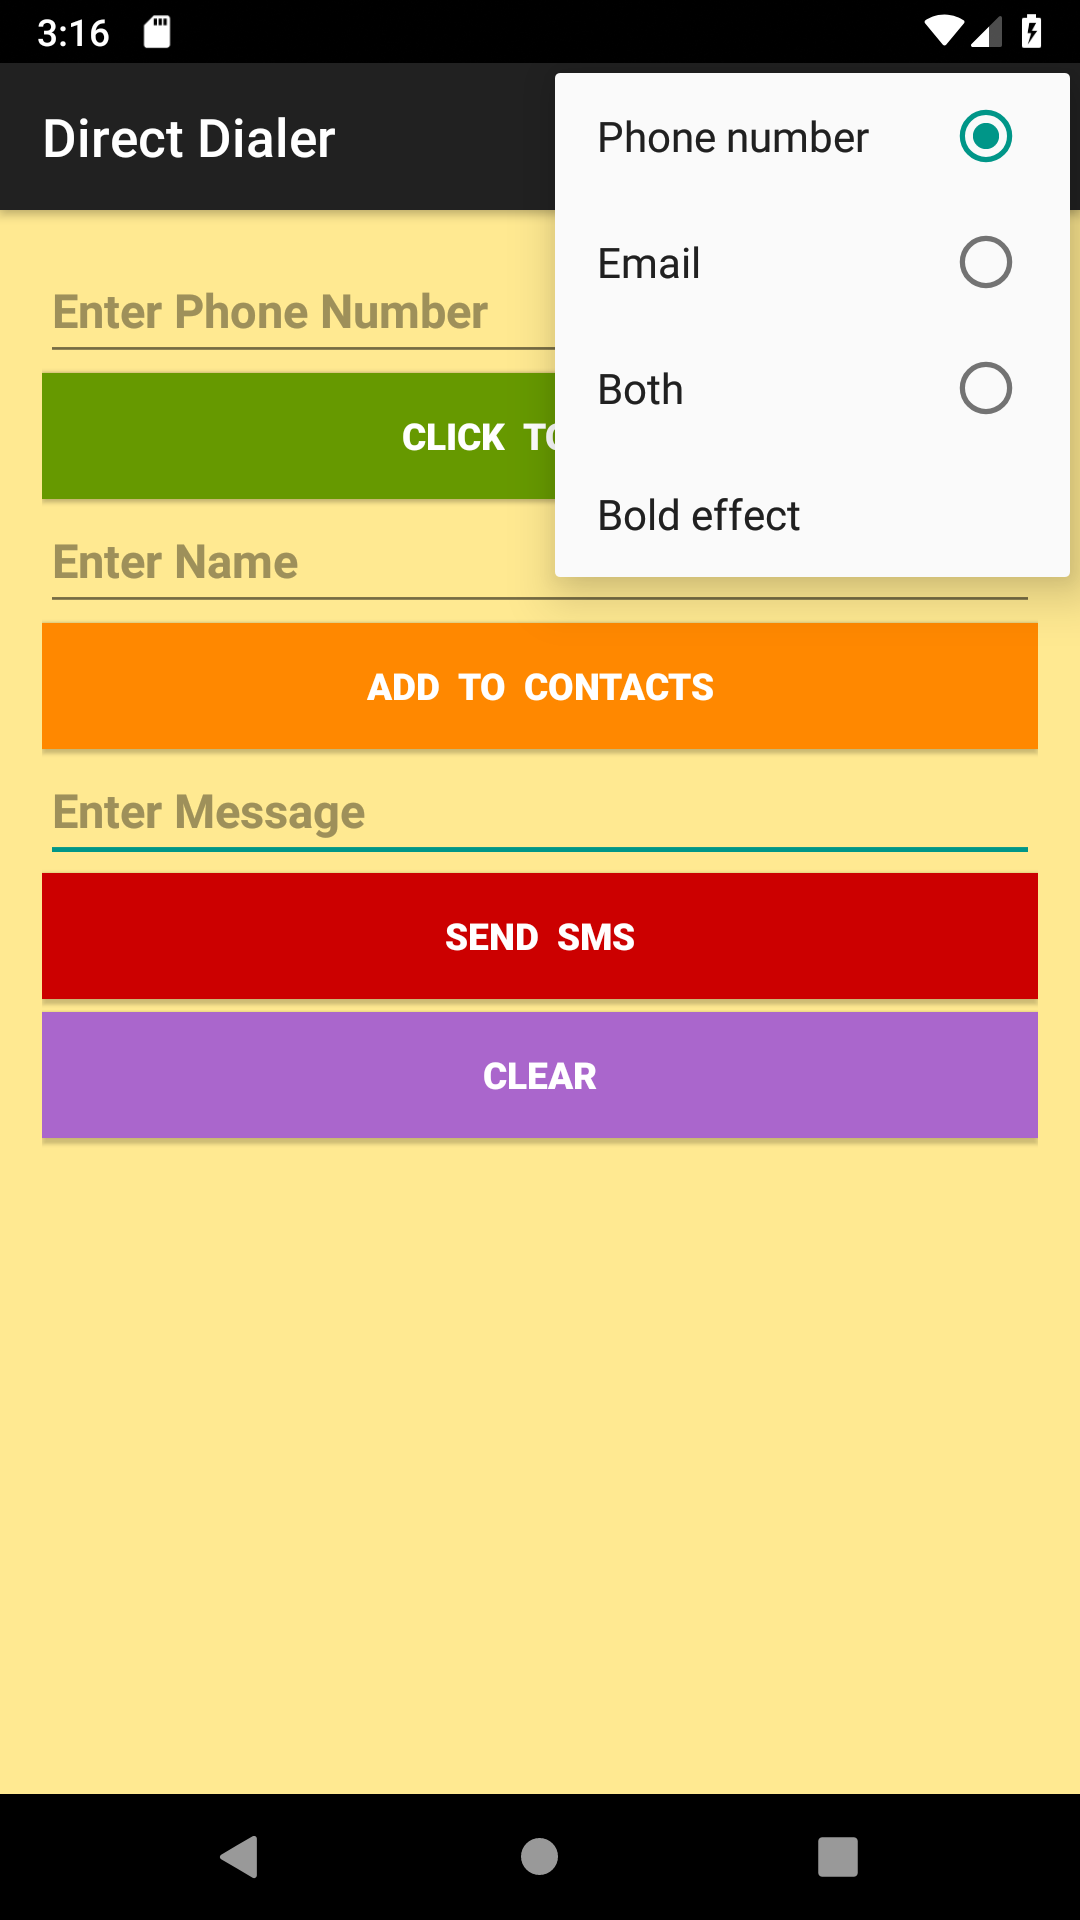 3:16
Direct Dialer
Phone number
Email
Both
Bold effect
Enter Phone Number
CLICK TO
Enter Name
ADD TO CONTACTS
Enter Message
SEND SMS
CLEAR